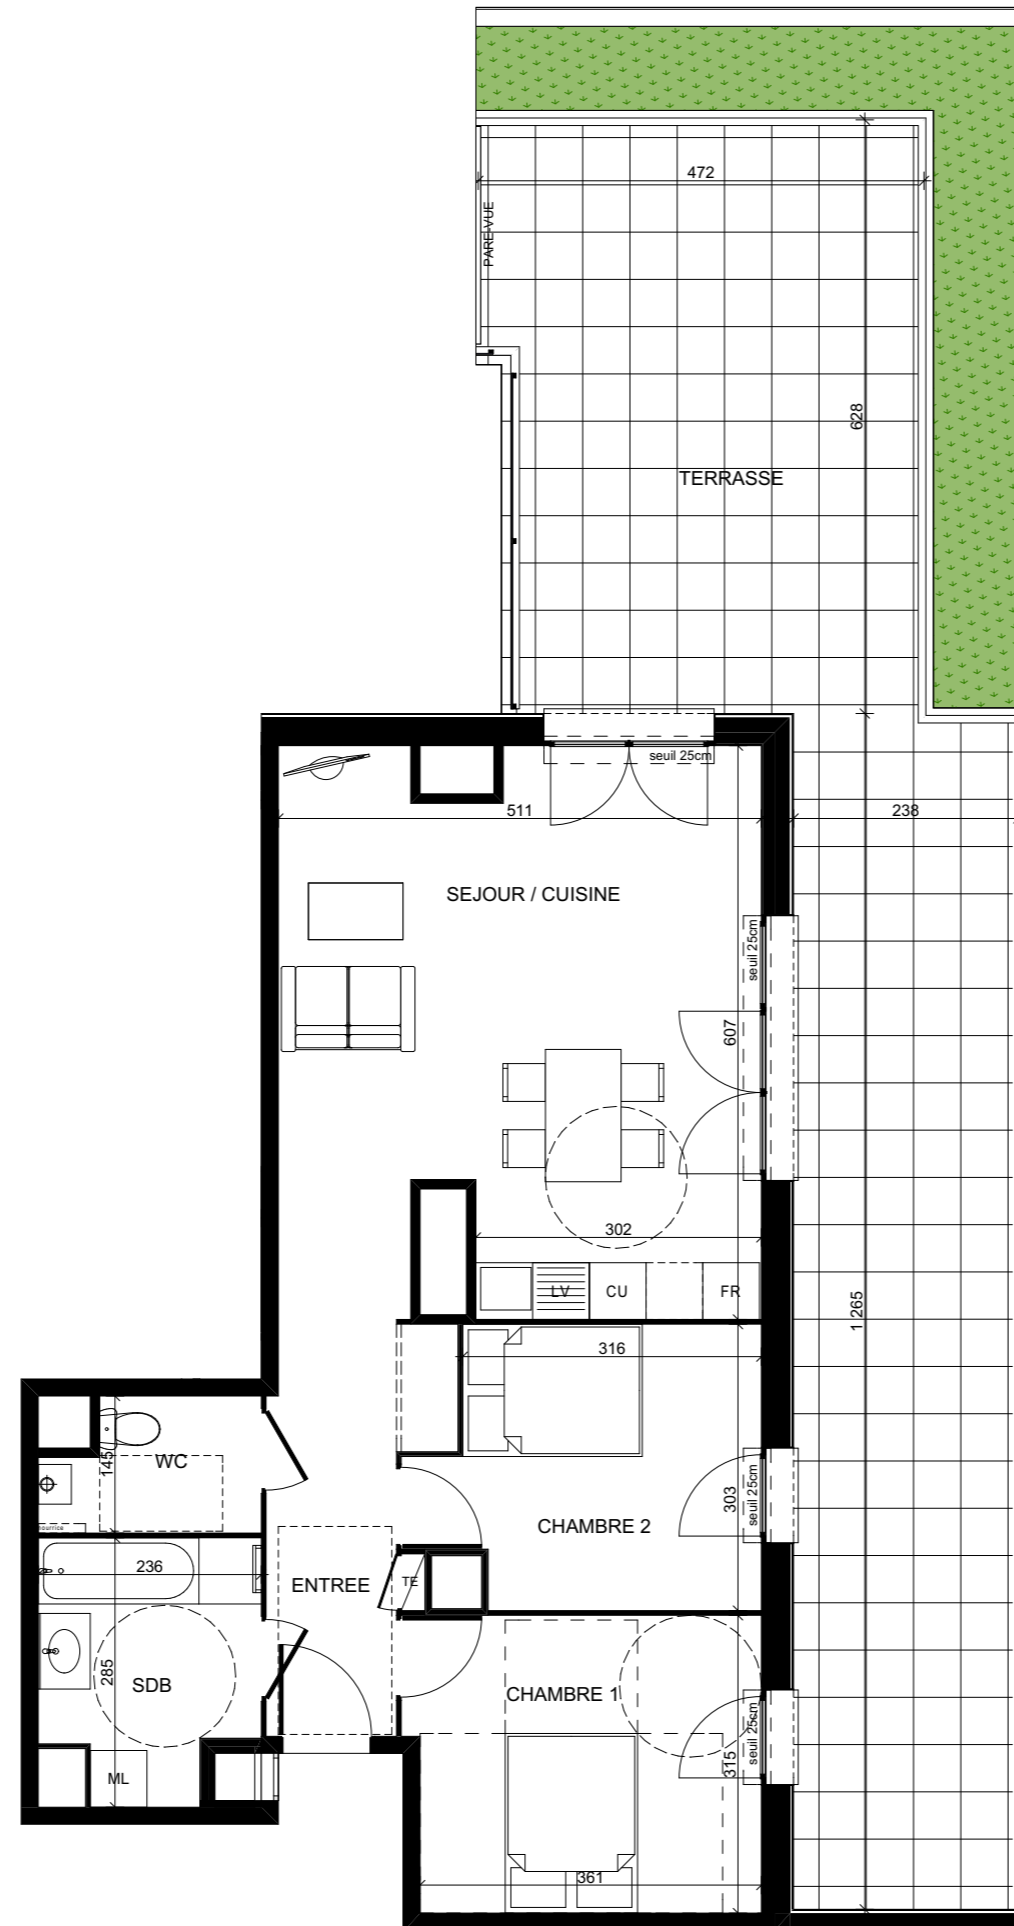 472
PARE-VUE
628
TERRASSE
seuil 25cm
511
238
SEJOUR / CUISINE
seuil 25cm
607
302
LV
CU
FR
1 265
316
WC
145
nourrice
303
seuil 25cm
CHAMBRE 2
236
ENTREE
TE
285
SDB
CHAMBRE 1
seuil 25cm
315
ML
361